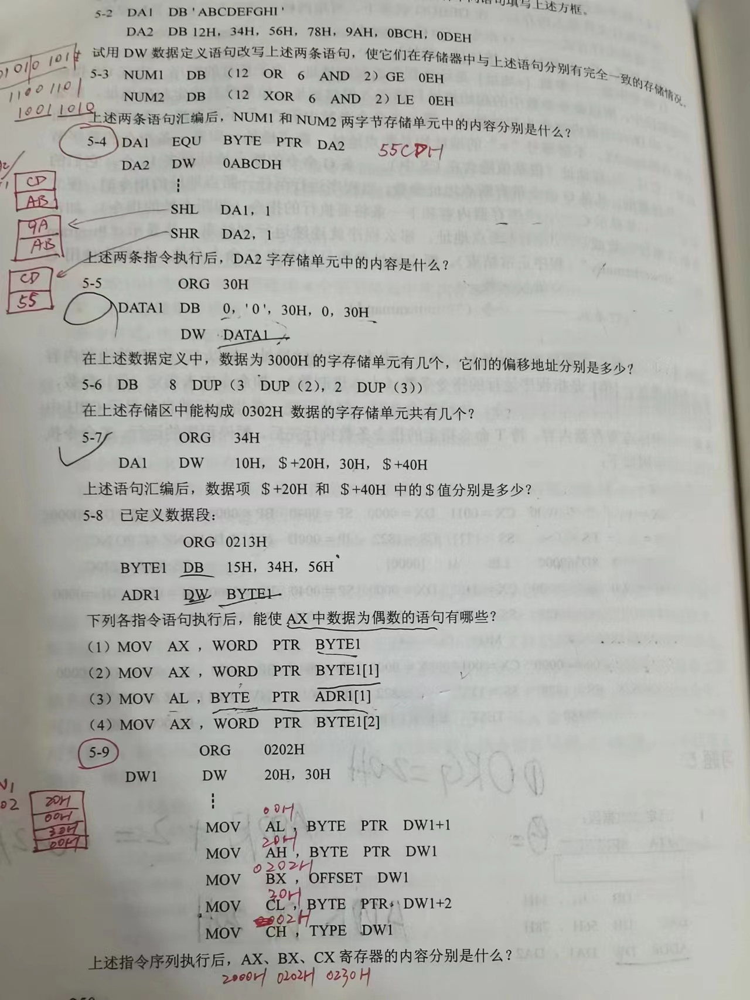 填写上述方框。
5-2 DA1 DB 'ABCDEFGHI'
DA2 DB 12H, 34H, 56H, 78H, 9AH, 0BCH, 0DEH
试用 DW 数据定义语句改写上述两条语句，使它们在存储器中与上述语句分别有完全一致的存储情况。
1100 1101
1001 1010
5-3 NUM1 DB （12 OR 6 AND 2）GE 0EH
NUM2 DB （12 XOR 6 AND 2）LE 0EH
上述两条语句汇编后，NUM1 和 NUM2 两字节存储单元中的内容分别是什么？
5-4 DA1 EQU BYTE PTR DA2 55CDH
DA2 DW 0ABCDH
⋮
CD
AB
SHL DA1，1
9A
AB
SHR DA2，1
CD
55
上述两条指令执行后，DA2 字存储单元中的内容是什么？
5-5 ORG 30H
DATA1 DB 0，'0'，30H，0，30H
DW DATA1
在上述数据定义中，数据为 3000H 的字存储单元有几个，它们的偏移地址分别是多少？
5-6 DB 8 DUP（3 DUP（2），2 DUP（3））
在上述存储区中能构成 0302H 数据的字存储单元共有几个？
5-7 ORG 34H
DA1 DW 10H，$+20H，30H，$+40H
上述语句汇编后，数据项 $+20H 和 $+40H 中的 $ 值分别是多少？
5-8 已定义数据段：
ORG 0213H
BYTE1 DB 15H，34H，56H
ADR1 DW BYTE1
下列各指令语句执行后，能使 AX 中数据为偶数的语句有哪些？
（1）MOV AX，WORD PTR BYTE1
（2）MOV AX，WORD PTR BYTE1[1]
（3）MOV AL，BYTE PTR ADR1[1]
（4）MOV AX，WORD PTR BYTE1[2]
5-9 ORG 0202H
DW1 DW 20H，30H
⋮
20H
00H
30H
00H
00H
MOV AL，BYTE PTR DW1+1
20H
MOV AH，BYTE PTR DW1
0202H
MOV BX，OFFSET DW1
30H
MOV CL，BYTE PTR DW1+2
02H
MOV CH，TYPE DW1
上述指令序列执行后，AX、BX、CX 寄存器的内容分别是什么？
2000H 0202H 0230H